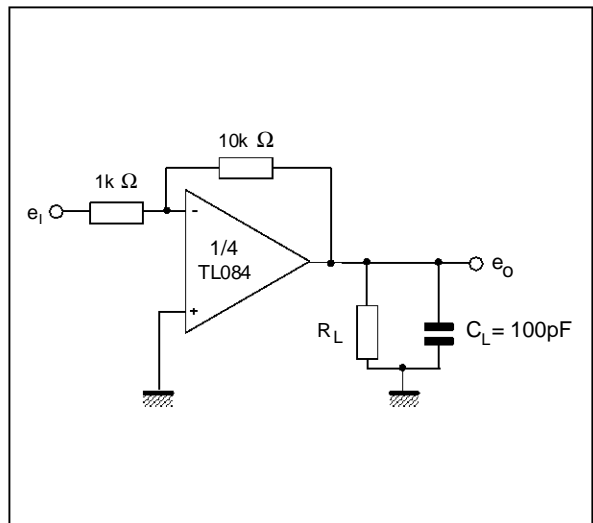 10k Ω
1k Ω
eI
-
1/4
TL084
+
eo
RL
CL= 100pF